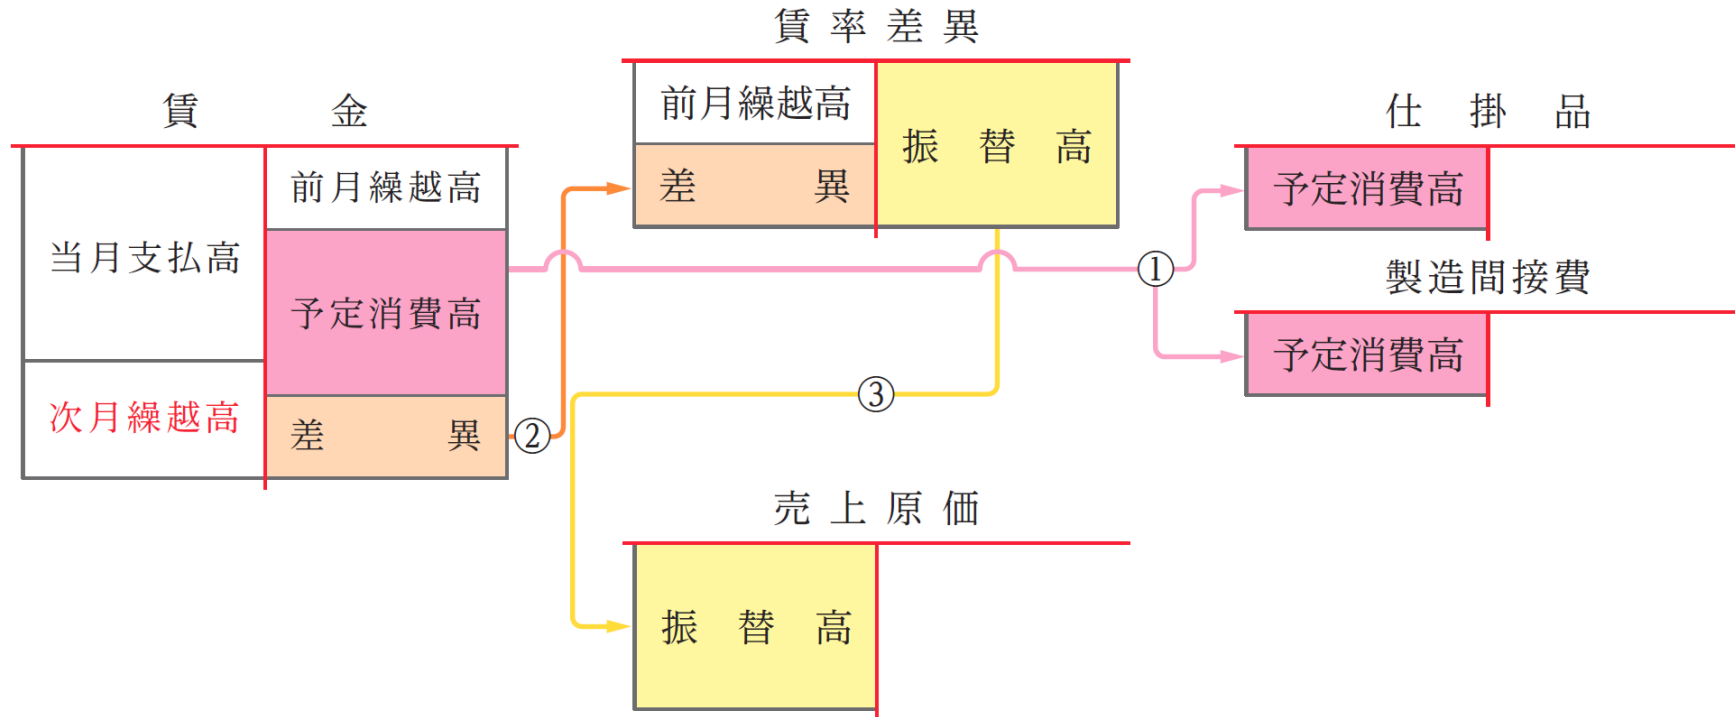 賃金
当月支払高
次月繰越高
前月繰越高
予定消費高
差異
②
賃率差異
前月繰越高
差異
振替高
①
③
仕掛品
予定消費高
製造間接費
予定消費高
売上原価
振替高